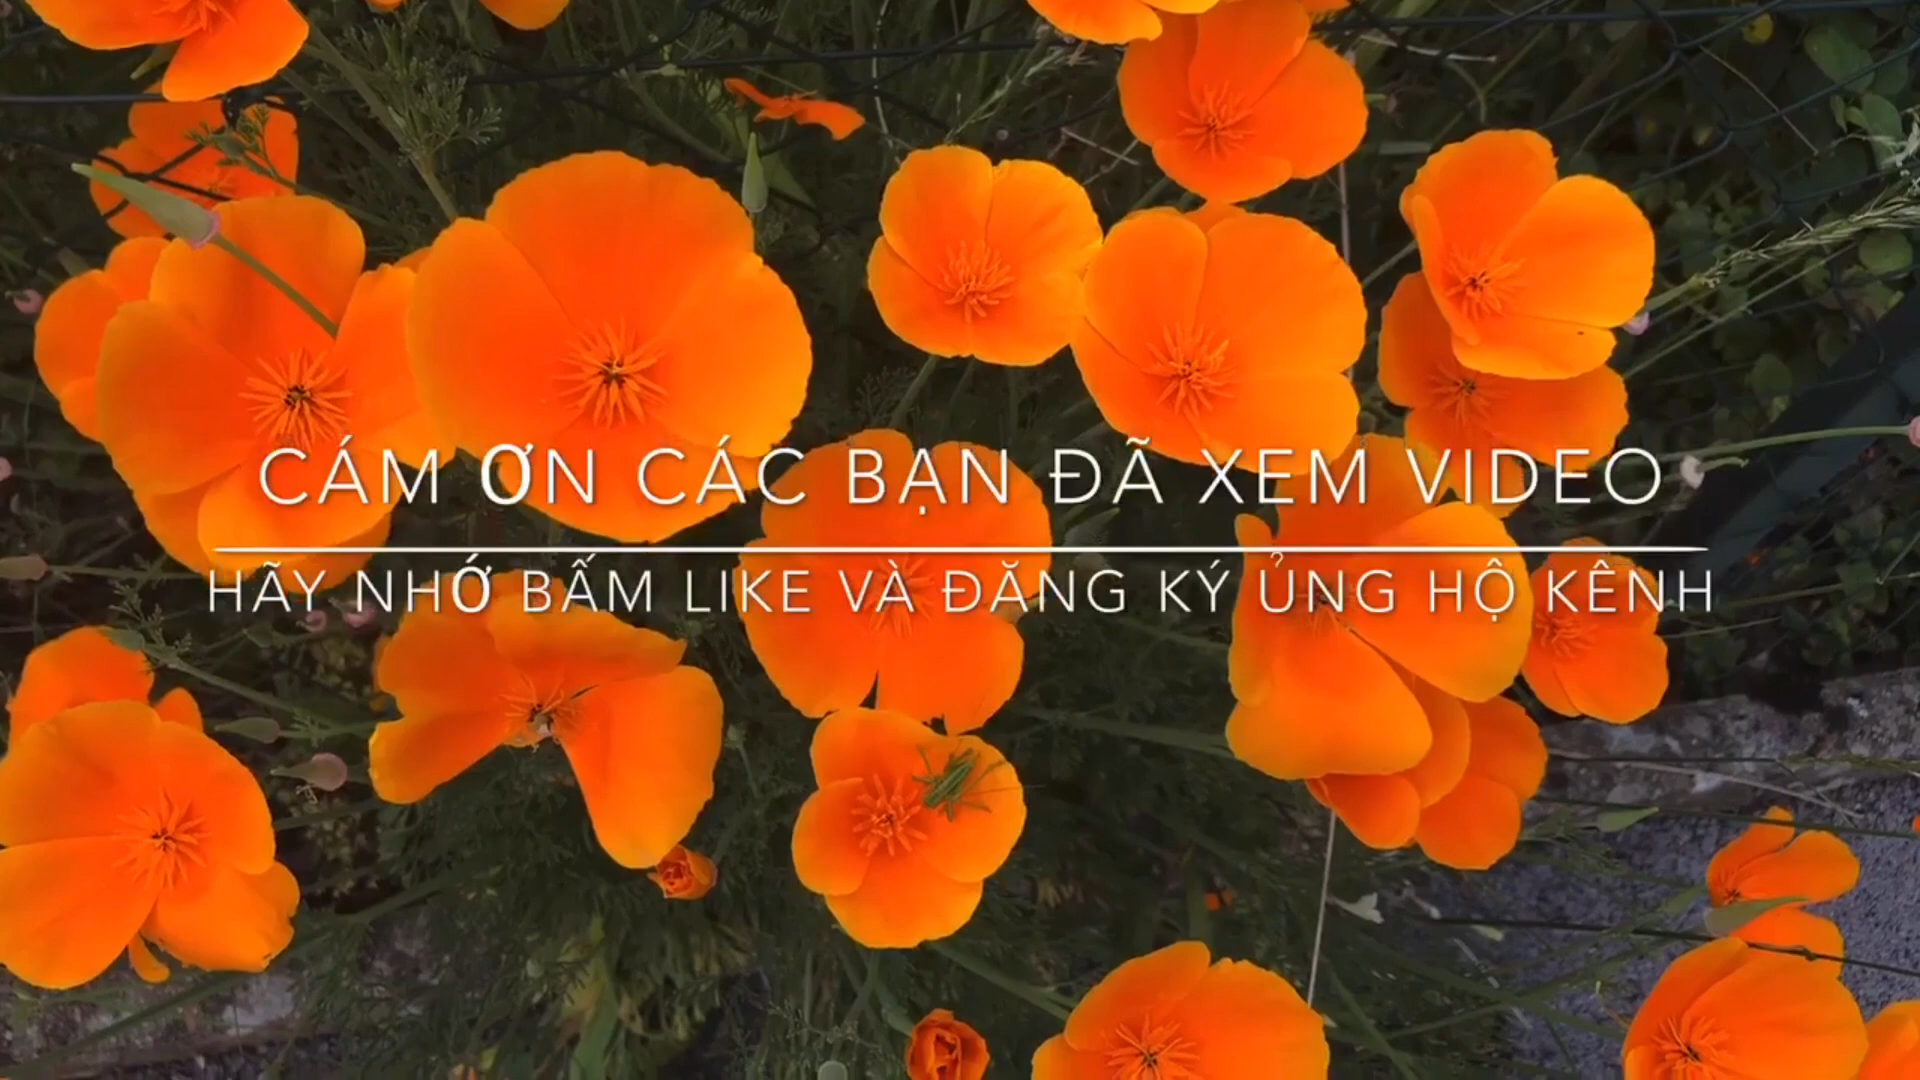 CÁM ƠN CÁC BẠN ĐÃ XEM VIDEO
HÃY NHỚ BẤM LIKE VÀ ĐĂNG KÝ ỦNG HỘ KÊNH